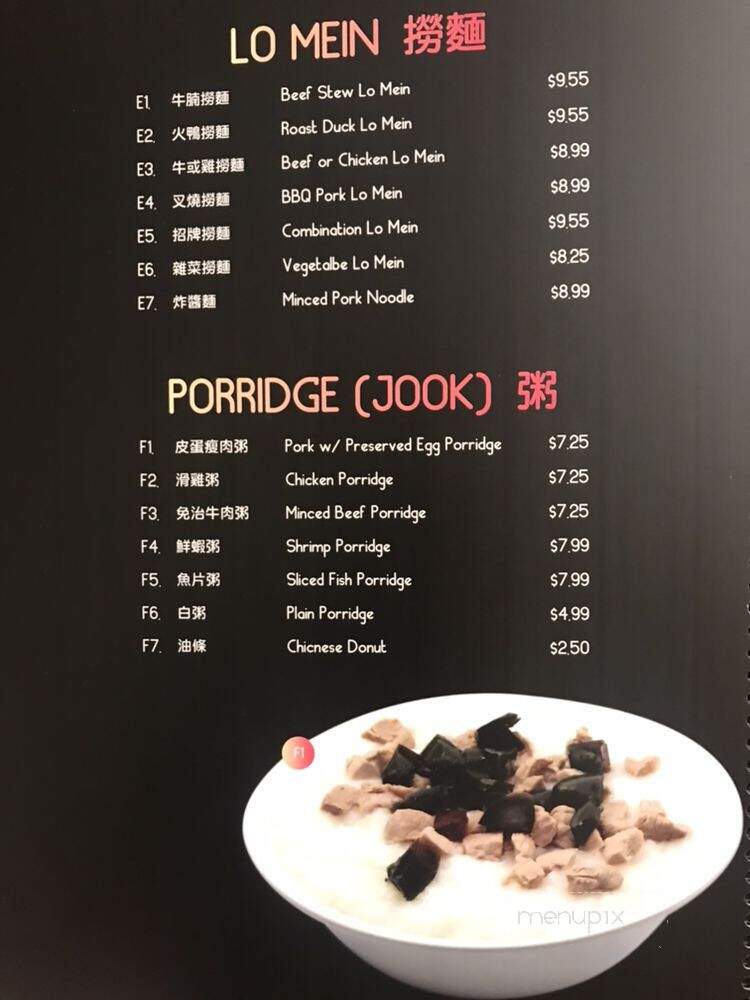 LO MEIN 撈麵
E1. 牛腩撈麵 Beef Stew Lo Mein $9.55
E2. 火鴨撈麵 Roast Duck Lo Mein $9.55
E3. 牛或雞撈麵 Beef or Chicken Lo Mein $8.99
E4. 叉燒撈麵 BBQ Pork Lo Mein $8.99
E5. 招牌撈麵 Combination Lo Mein $9.55
E6. 雜菜撈麵 Vegetalbe Lo Mein $8.25
E7. 炸醬麵 Minced Pork Noodle $8.99
PORRIDGE (JOOK) 粥
F1. 皮蛋瘦肉粥 Pork w/ Preserved Egg Porridge $7.25
F2. 滑雞粥 Chicken Porridge $7.25
F3. 免治牛肉粥 Minced Beef Porridge $7.25
F4. 鮮蝦粥 Shrimp Porridge $7.99
F5. 魚片粥 Sliced Fish Porridge $7.99
F6. 白粥 Plain Porridge $4.99
F7. 油條 Chicnese Donut $2.50
F1
menupix